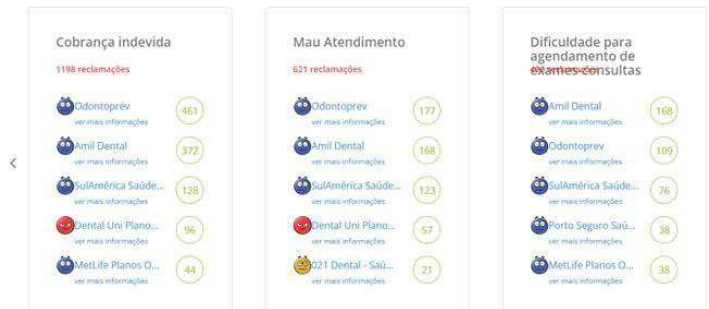 Cobrança indevida
1198 reclamações
Odontoprev
ver mais informações
461
Amil Dental
ver mais informações
372
SulAmérica Saúde...
ver mais informações
128
Dental Uni Plano...
ver mais informações
96
MetLife Planos O...
ver mais informações
44
Mau Atendimento
621 reclamações
Odontoprev
ver mais informações
177
Amil Dental
ver mais informações
168
SulAmérica Saúde...
ver mais informações
123
Dental Uni Plano...
ver mais informações
57
021 Dental - Saú...
ver mais informações
21
Dificuldade para
agendamento de
exames-consultas
Amil Dental
ver mais informações
168
Odontoprev
ver mais informações
109
SulAmérica Saúde...
ver mais informações
76
Porto Seguro Saú...
ver mais informações
38
MetLife Planos O...
ver mais informações
38